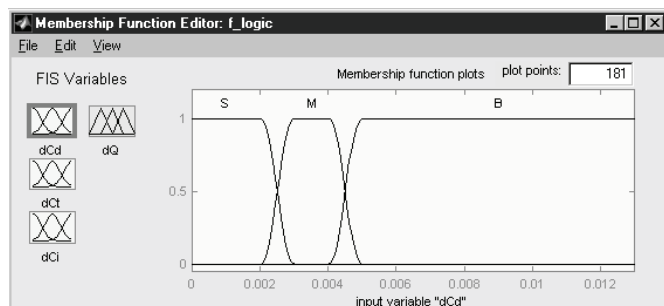 Membership Function Editor: f_logic
File Edit View
FIS Variables
Membership function plots plot points: 181
S M B
dCd dQ
dCt
dCi
1
0.5
0
0 0.002 0.004 0.006 0.008 0.01 0.012
input variable "dCd"